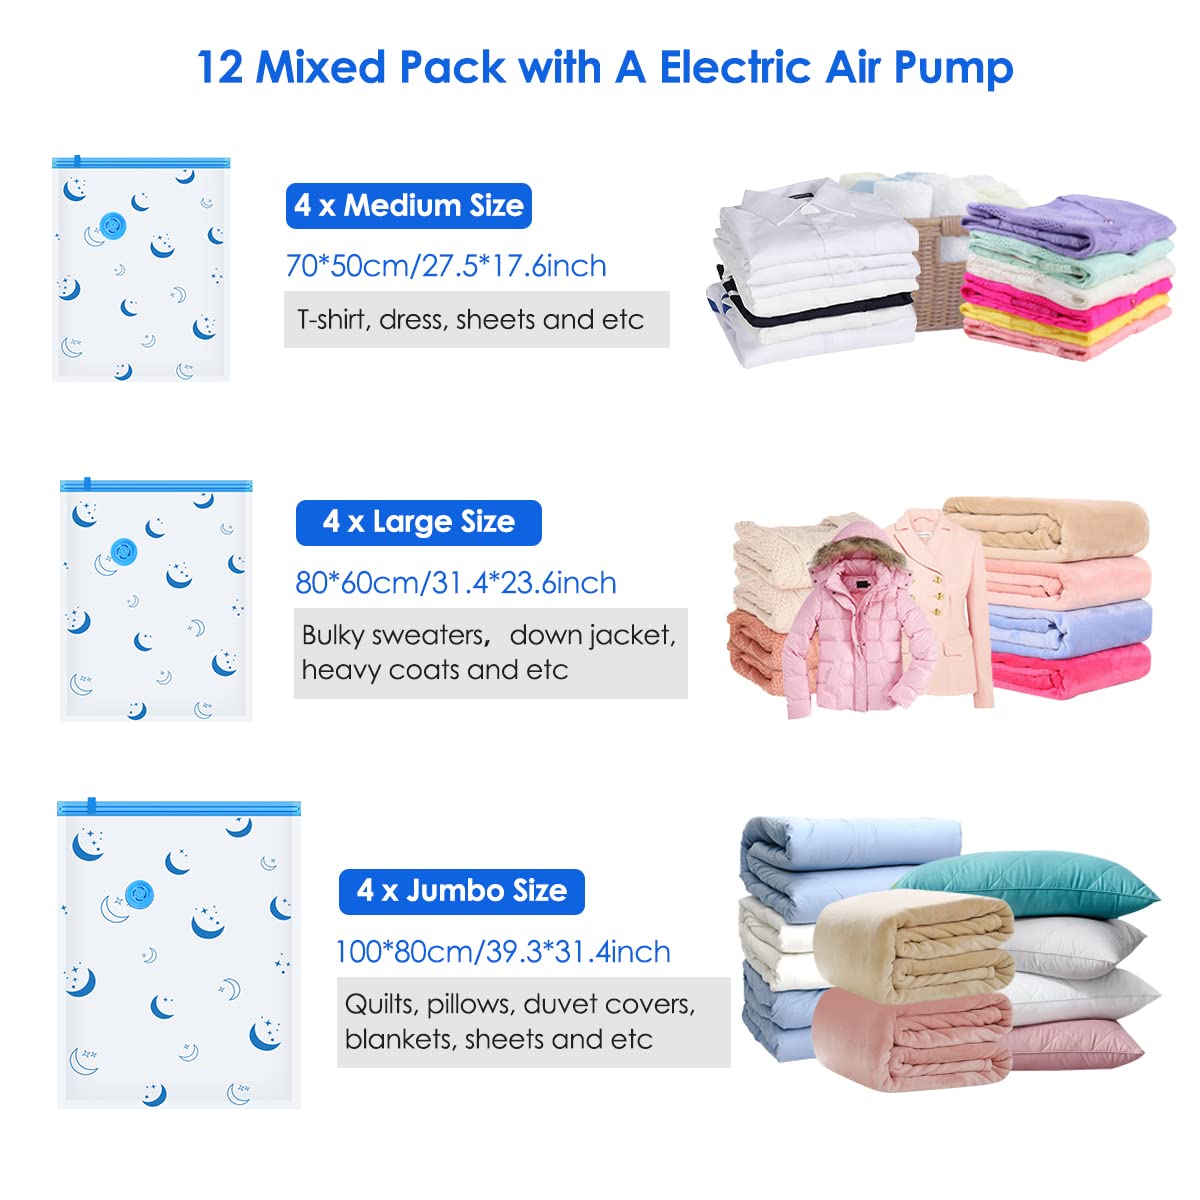 12 Mixed Pack with A Electric Air Pump
4 x Medium Size
70*50cm/27.5*17.6inch
T-shirt, dress, sheets and etc
4 x Large Size
80*60cm/31.4*23.6inch
Bulky sweaters, down jacket,
heavy coats and etc
4 x Jumbo Size
100*80cm/39.3*31.4inch
Quilts, pillows, duvet covers,
blankets, sheets and etc